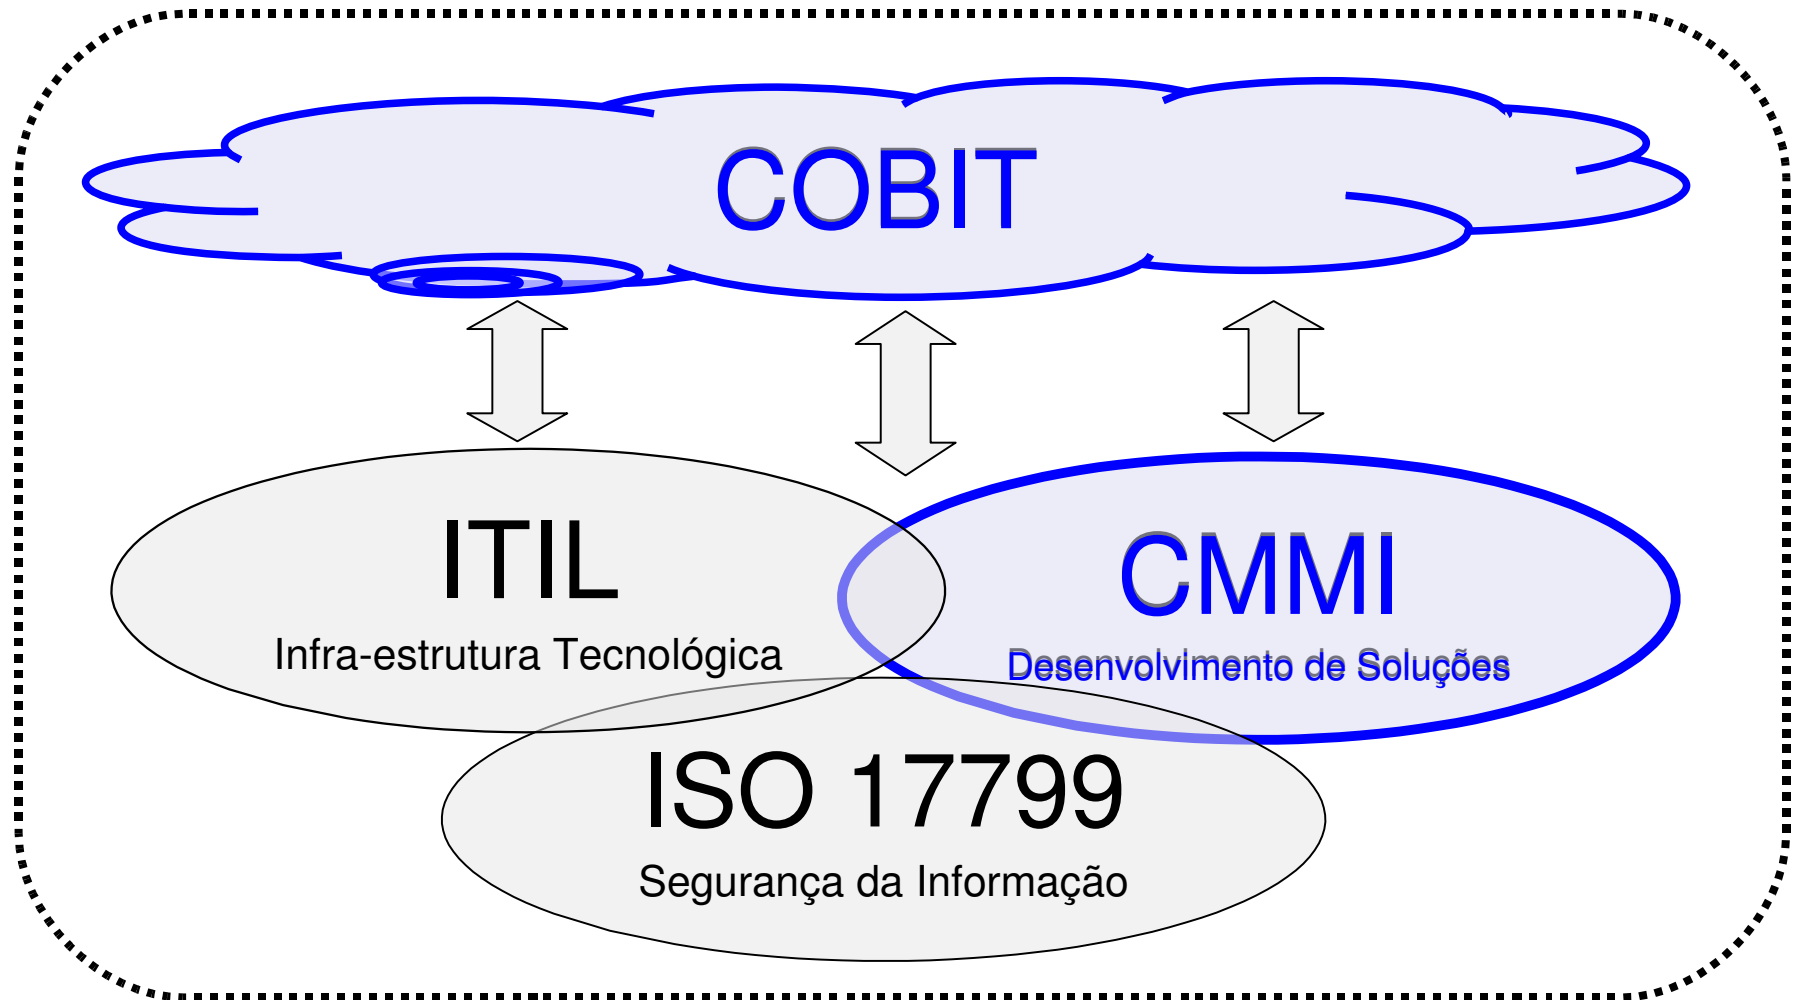 COBIT
ITIL
Infra-estrutura Tecnológica
CMMI
Desenvolvimento de Soluções
ISO 17799
Segurança da Informação